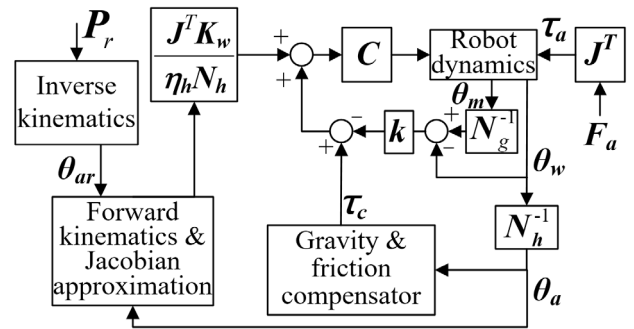 P_r
Inverse
kinematics
θ_ar
Forward
kinematics &
Jacobian
approximation
J^T K_w
η_h N_h
+
+
C
Robot
dynamics
τ_a
J^T
F_a
θ_m
+
N_g^-1
−
k
−
+
θ_w
N_h^-1
τ_c
Gravity &
friction
compensator
θ_a